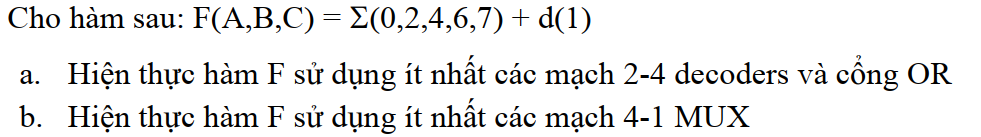 Cho hàm sau: F(A,B,C) = Σ(0,2,4,6,7) + d(1)
a. Hiện thực hàm F sử dụng ít nhất các mạch 2-4 decoders và cổng OR
b. Hiện thực hàm F sử dụng ít nhất các mạch 4-1 MUX